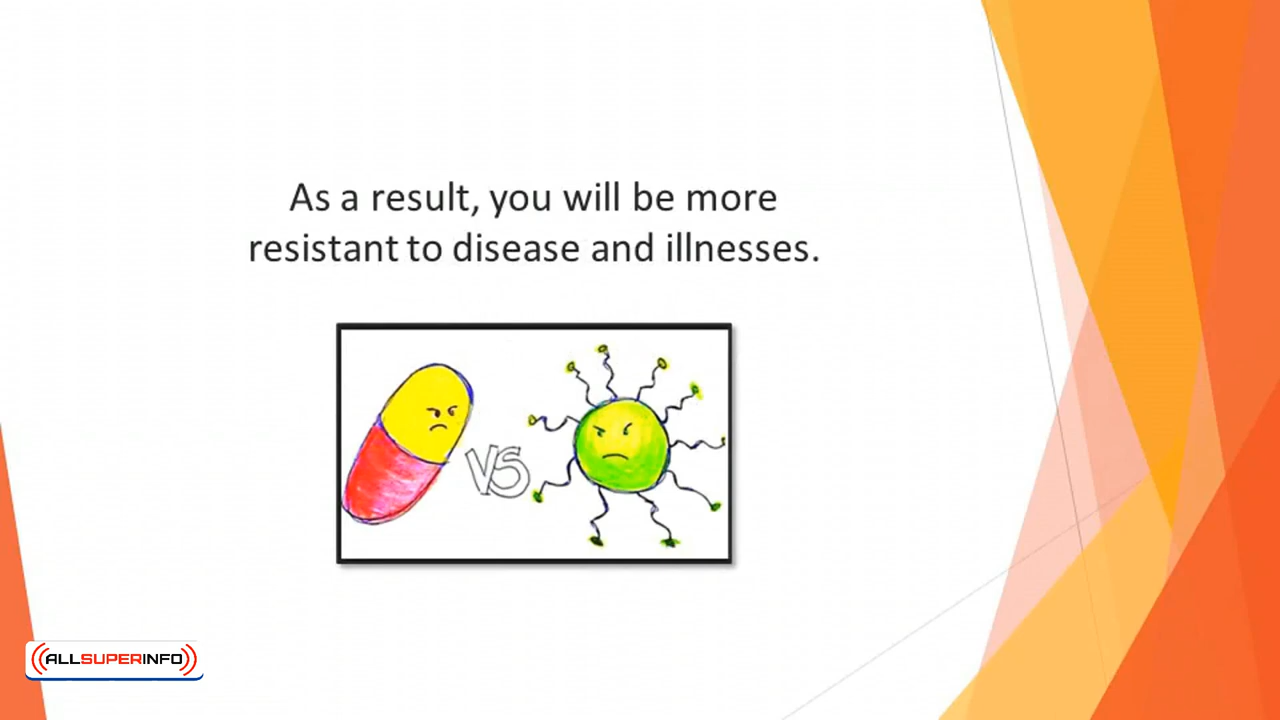 As a result, you will be more
resistant to disease and illnesses.
VS
ALLSUPERINFO